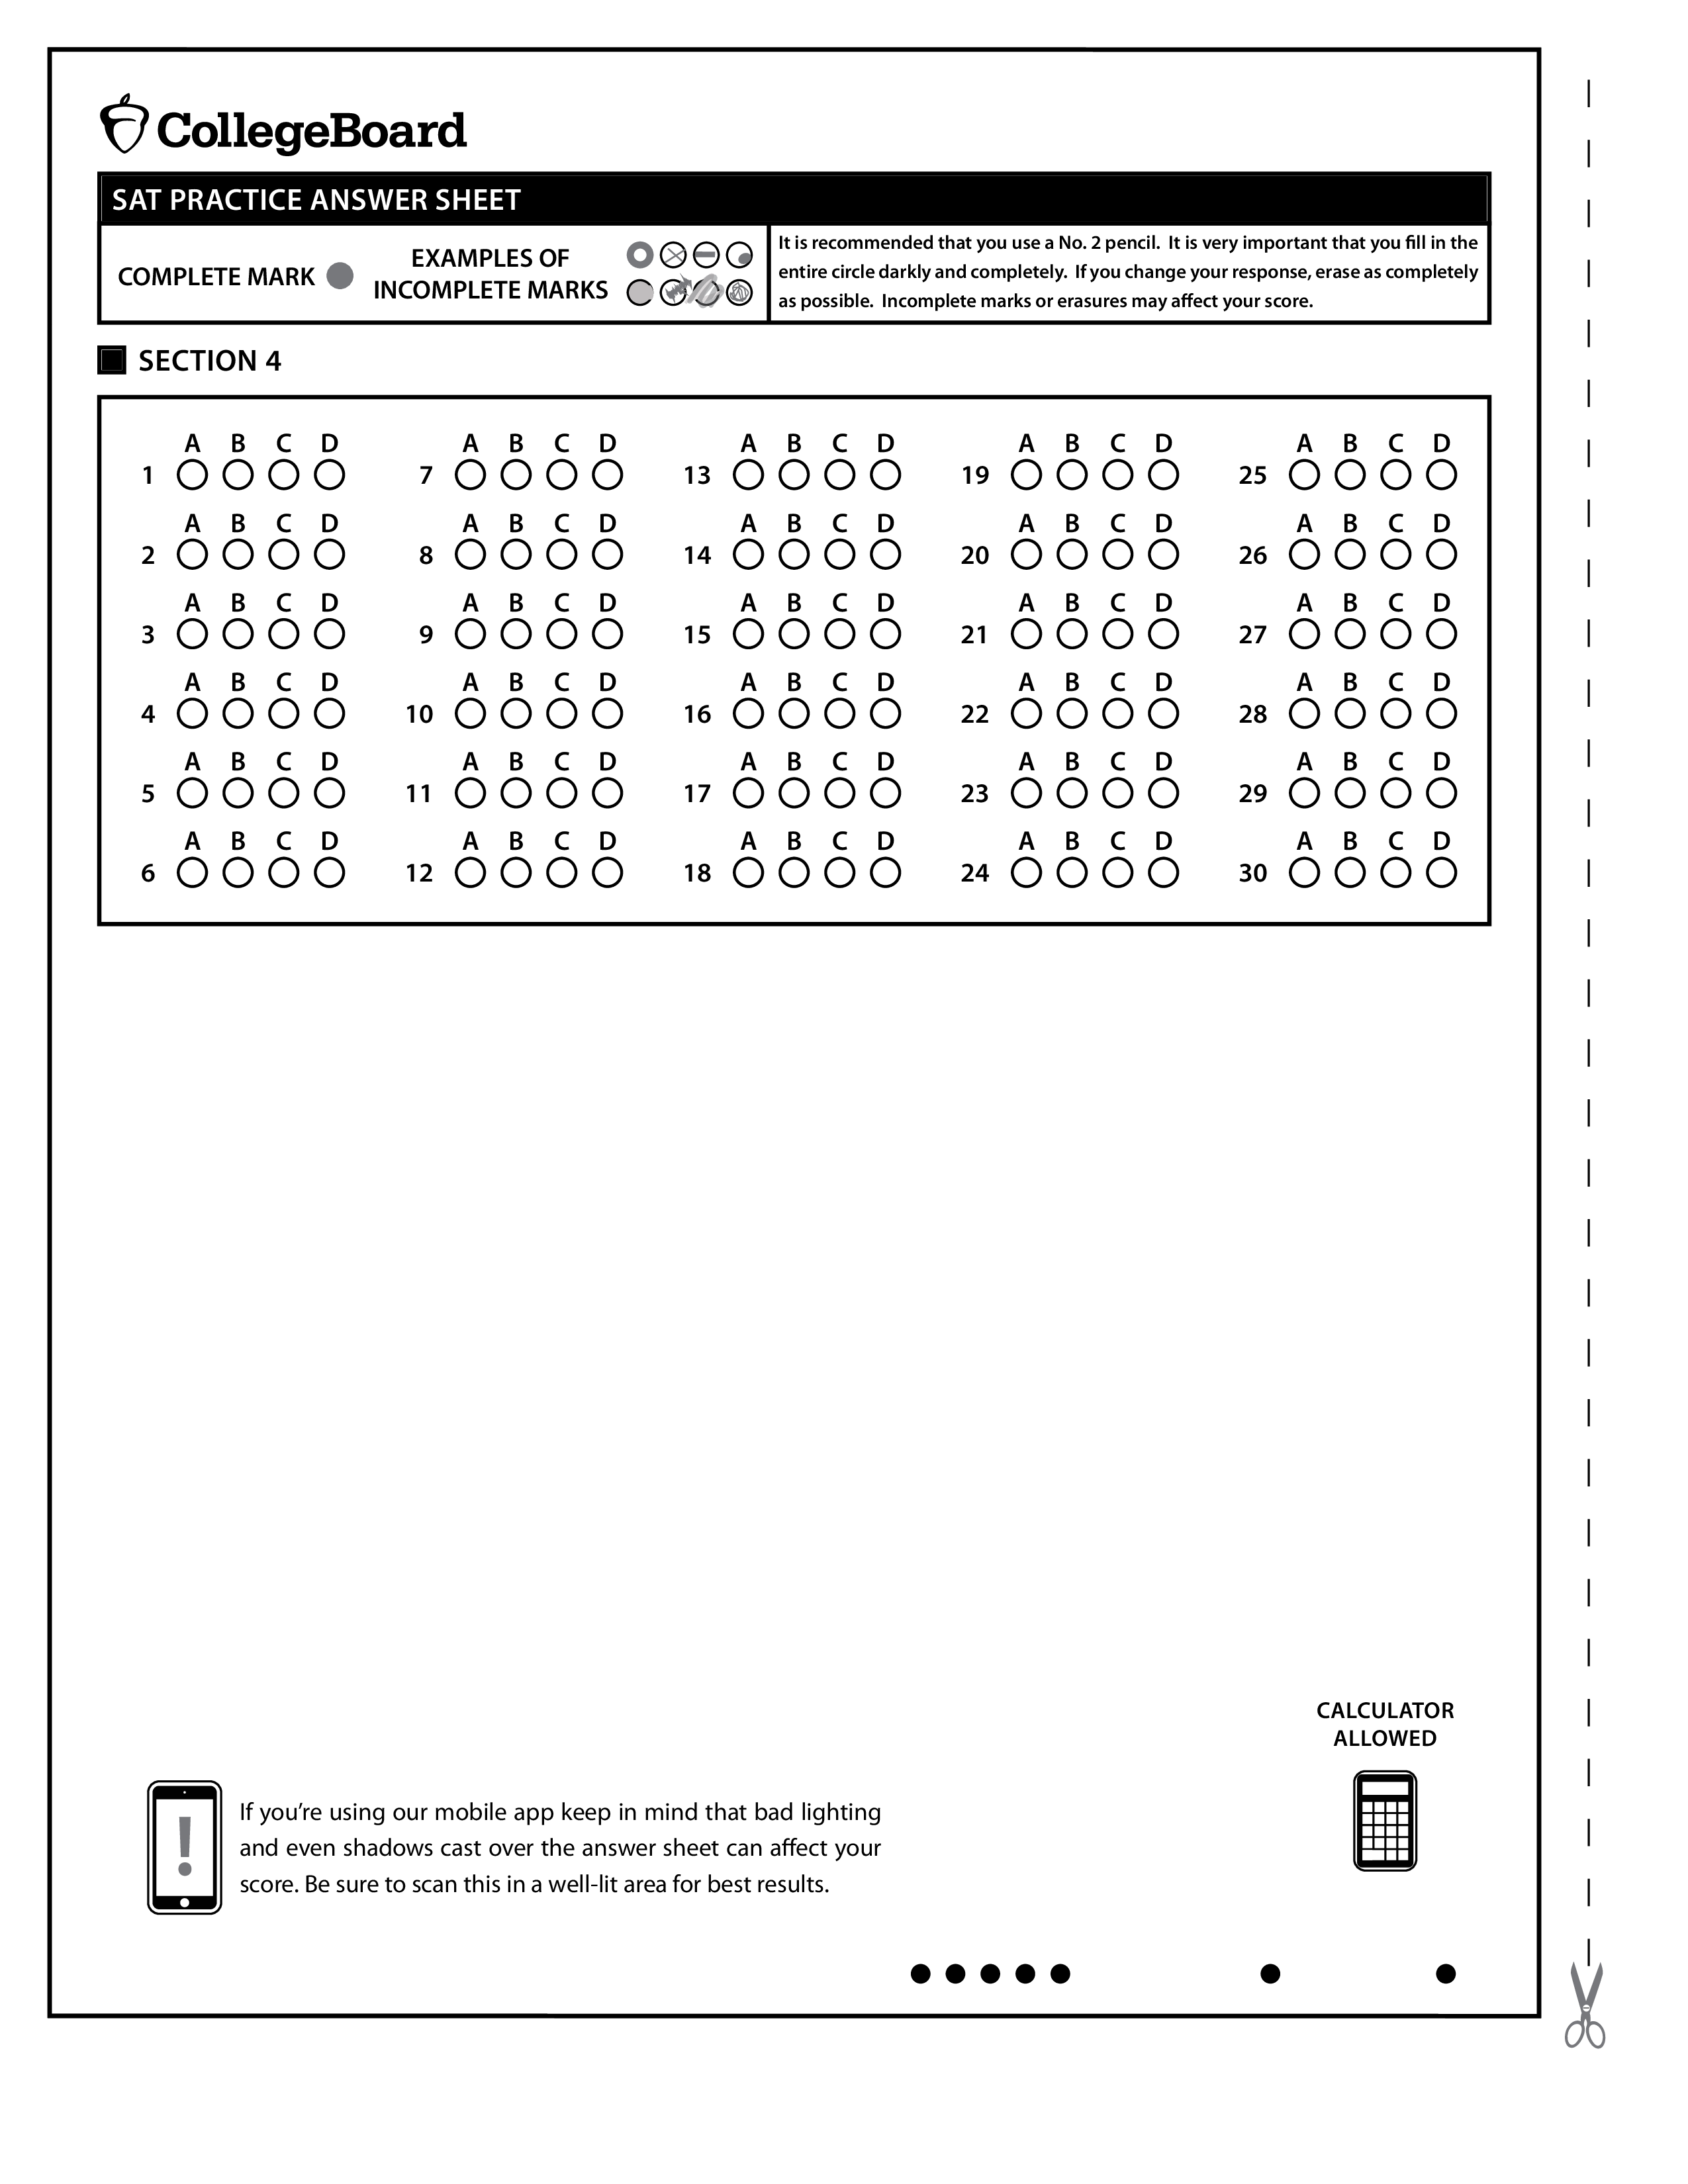 CollegeBoard
SAT PRACTICE ANSWER SHEET
COMPLETE MARK
EXAMPLES OF
INCOMPLETE MARKS
It is recommended that you use a No. 2 pencil. It is very important that you fill in the
entire circle darkly and completely. If you change your response, erase as completely
as possible. Incomplete marks or erasures may affect your score.
SECTION 4
A B C D A B C D A B C D A B C D A B C D
1 7 13 19 25
A B C D A B C D A B C D A B C D A B C D
2 8 14 20 26
A B C D A B C D A B C D A B C D A B C D
3 9 15 21 27
A B C D A B C D A B C D A B C D A B C D
4 10 16 22 28
A B C D A B C D A B C D A B C D A B C D
5 11 17 23 29
A B C D A B C D A B C D A B C D A B C D
6 12 18 24 30
CALCULATOR
ALLOWED
If you’re using our mobile app keep in mind that bad lighting
and even shadows cast over the answer sheet can affect your
score. Be sure to scan this in a well-lit area for best results.